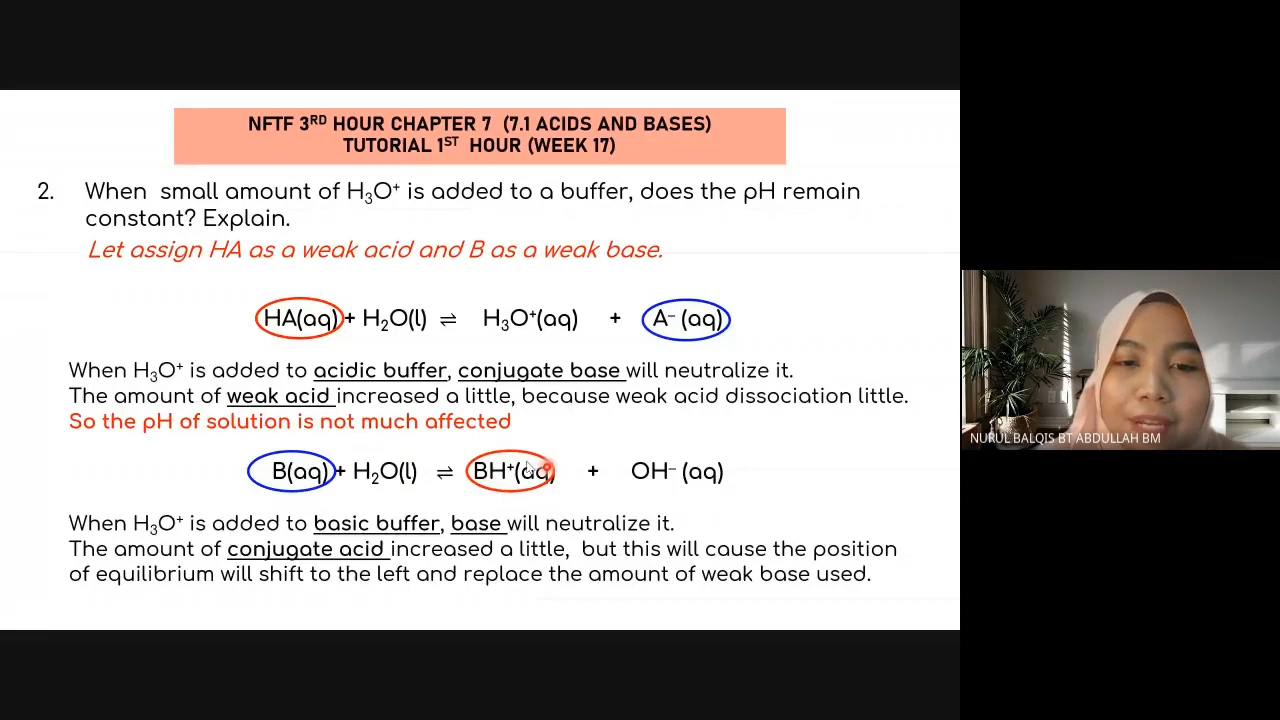 NFTF 3RD HOUR CHAPTER 7 (7.1 ACIDS AND BASES)
TUTORIAL 1ST HOUR (WEEK 17)
2. When small amount of H₃O⁺ is added to a buffer, does the pH remain
constant? Explain.
Let assign HA as a weak acid and B as a weak base.
HA(aq) + H₂O(l) ⇌ H₃O⁺(aq) + A⁻ (aq)
When H₃O⁺ is added to acidic buffer, conjugate base will neutralize it.
The amount of weak acid increased a little, because weak acid dissociation little.
So the pH of solution is not much affected
B(aq) + H₂O(l) ⇌ BH⁺(aq) + OH⁻ (aq)
When H₃O⁺ is added to basic buffer, base will neutralize it.
The amount of conjugate acid increased a little, but this will cause the position
of equilibrium will shift to the left and replace the amount of weak base used.
NURUL BALQIS BT ABDULLAH BM